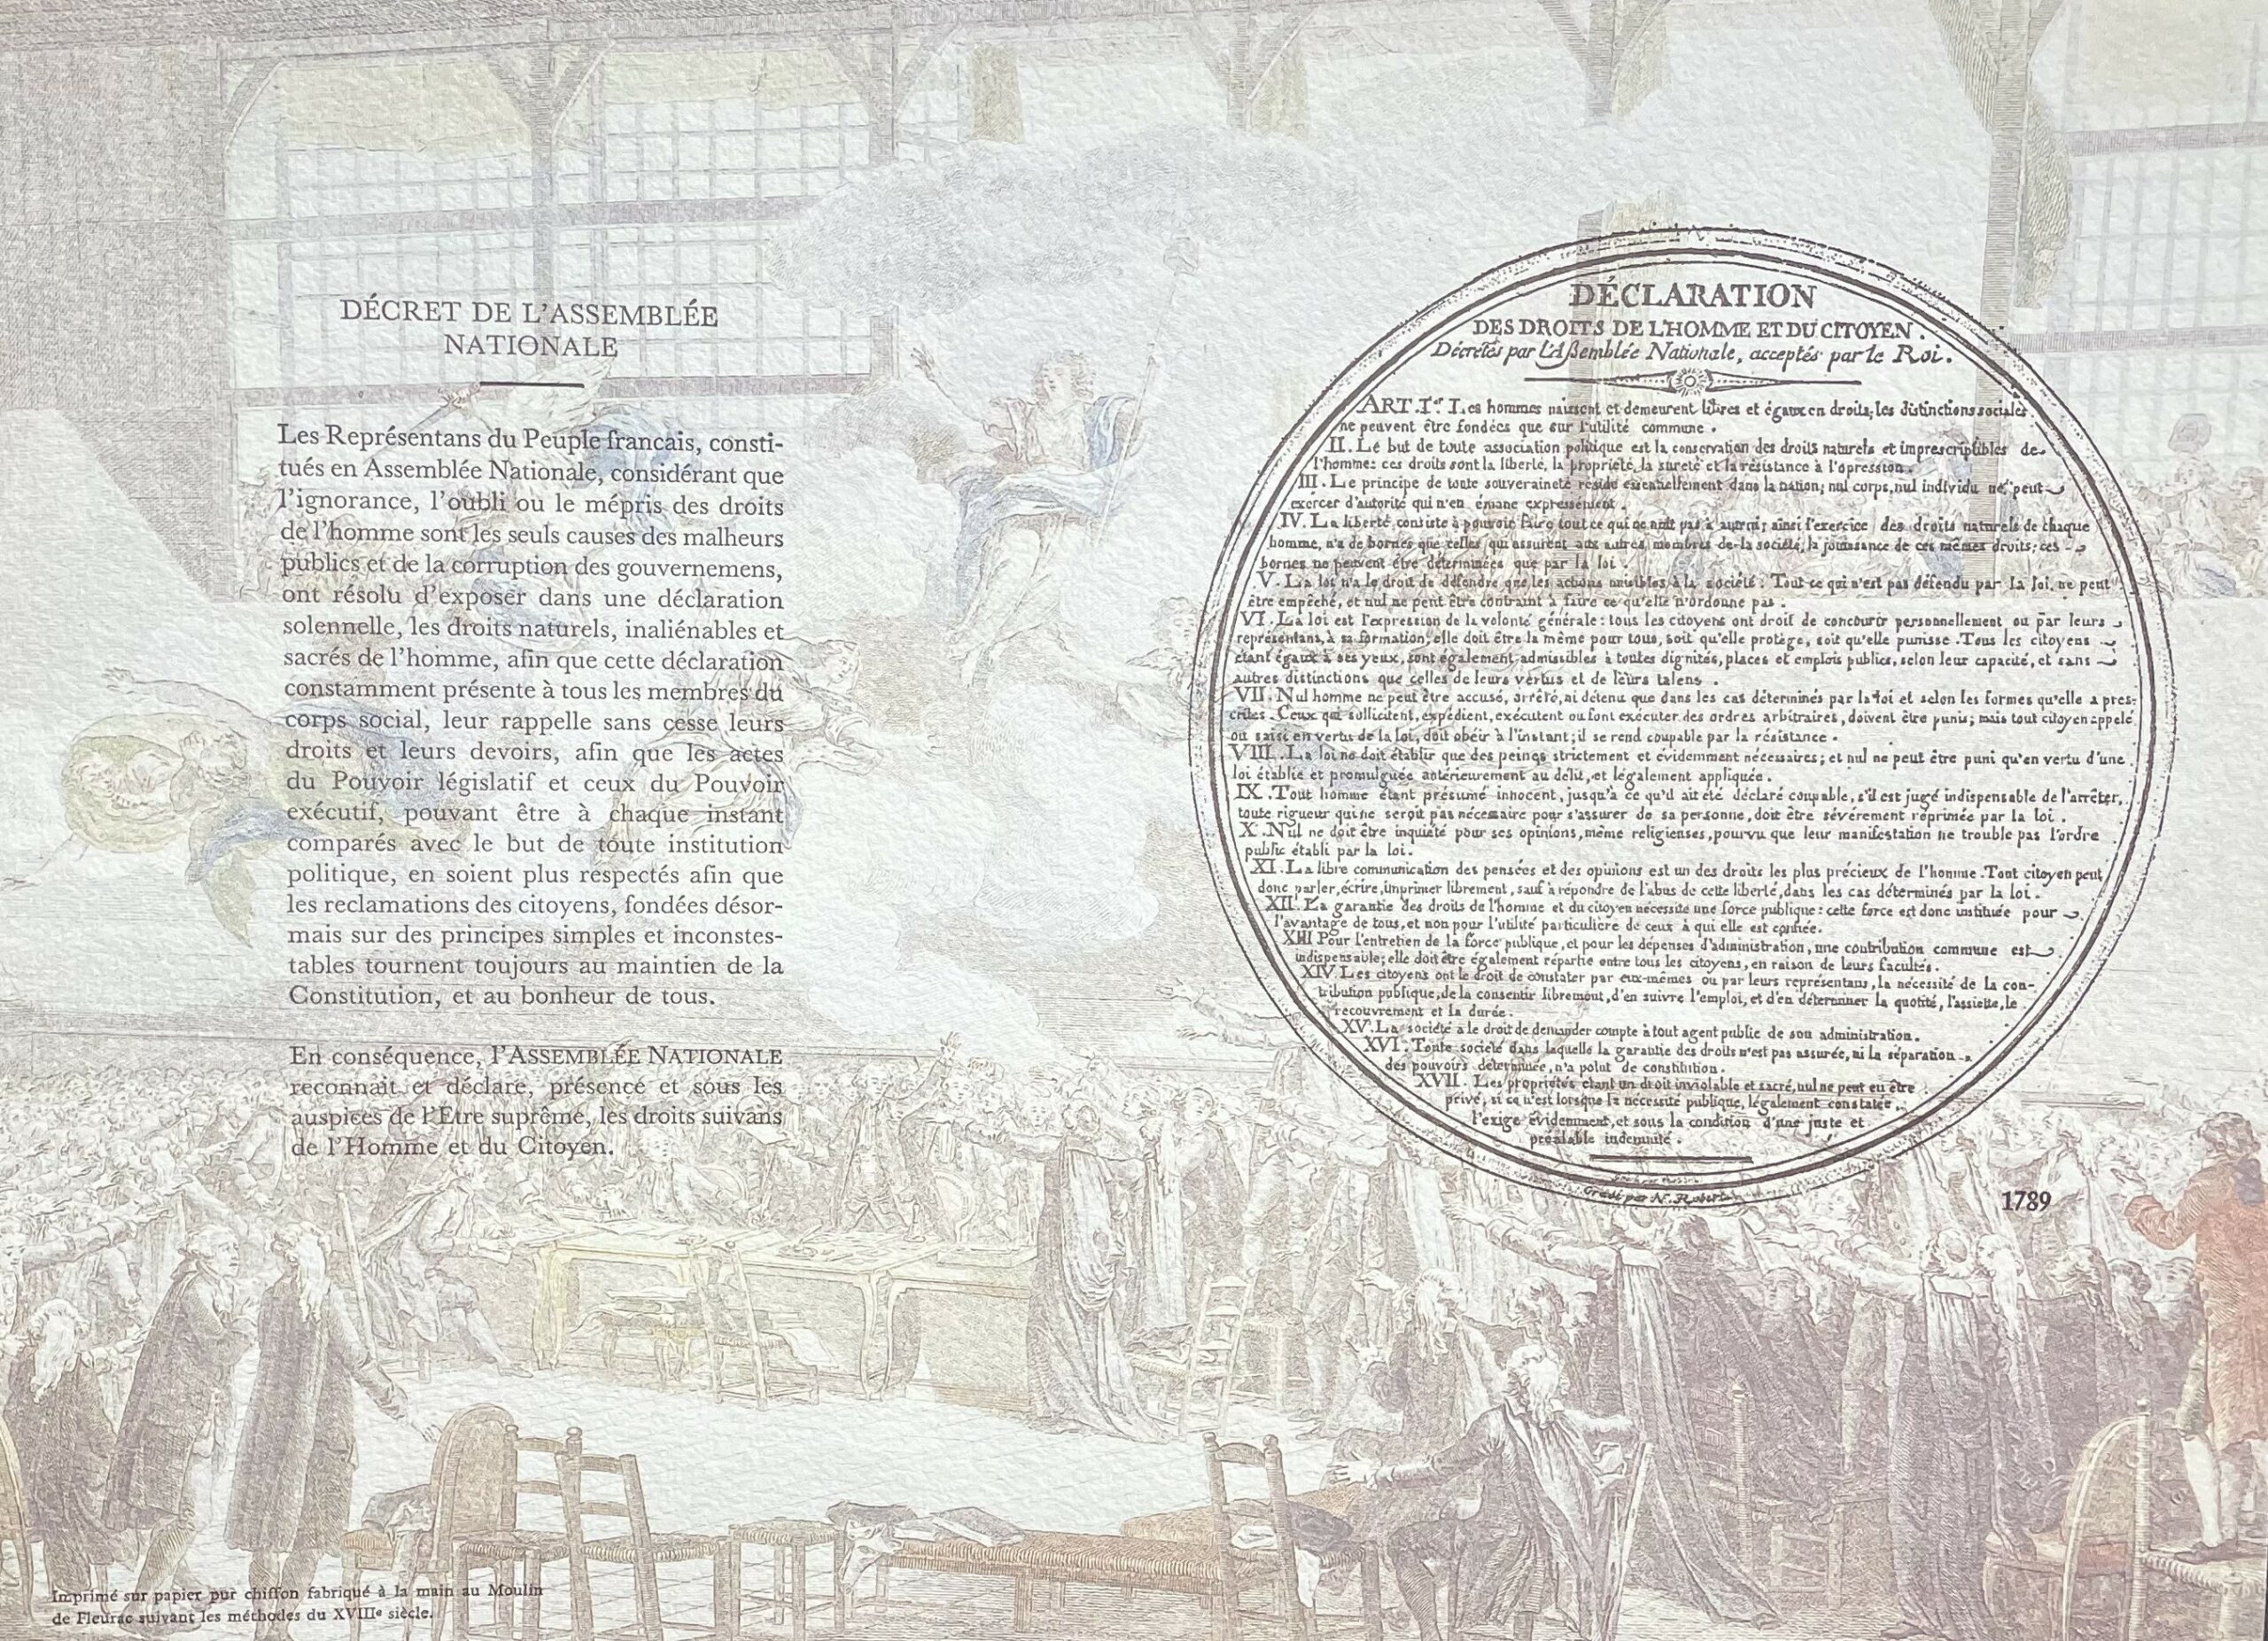 DÉCRET DE L'ASSEMBLÉE
NATIONALE
Les Représentans du Peuple francais, consti-
tués en Assemblée Nationale, considérant que
l'ignorance, l'oubli ou le mépris des droits
de l'homme sont les seuls causes des malheurs
publics et de la corruption des gouvernemens,
ont résolu d'exposer dans une déclaration
solennelle, les droits naturels, inaliénables et
sacrés de l'homme, afin que cette déclaration
constamment présente à tous les membres du
corps social, leur rappelle sans cesse leurs
droits et leurs devoirs, afin que les actes
du Pouvoir législatif et ceux du Pouvoir
exécutif, pouvant être à chaque instant
comparés avec le but de toute institution
politique, en soient plus respectés afin que
les reclamations des citoyens, fondées désor-
mais sur des principes simples et inconstes-
tables tournent toujours au maintien de la
Constitution, et au bonheur de tous.
En conséquence, l'ASSEMBLÉE NATIONALE
reconnait et déclare, présence et sous les
auspices de l'Etre suprême, les droits suivans
de l'Homme et du Citoyen.
Imprimé sur papier pur chiffon fabriqué à la main au Moulin
de Fleurac suivant les méthodes du XVIIIe siècle.
DÉCLARATION
DES DROITS DE L'HOMME ET DU CITOYEN.
Décretés par l'Assemblée Nationale, acceptés par le Roi.
ART. Ier. Les hommes naissent et demeurent libres et égaux en droits; les distinctions sociales
ne peuvent être fondées que sur l'utilité commune.
II. Le but de toute association politique est la conservation des droits naturels et imprescriptibles de
l'homme: ces droits sont la liberté, la propriété, la sureté et la résistance à l'opression.
III. Le principe de toute souveraineté réside essentiellement dans la nation; nul corps, nul individu ne peut
exercer d'autorité qui n'en émane expressément.
IV. La liberté consiste à pouvoir faire tout ce qui ne nuit pas à autrui; ainsi l'exercice des droits naturels de chaque
homme, n'a de bornes que celles qui assurent aux autres membres de la société, la jouissance de ces mêmes droits; ces
bornes ne peuvent être déterminées que par la loi.
V. La loi n'a le droit de défendre que les actions nuisibles à la société. Tout ce qui n'est pas défendu par la loi, ne peut
être empêché, et nul ne peut être contraint à faire ce qu'elle n'ordonne pas.
VI. La loi est l'expression de la volonté générale: tous les citoyens ont droit de concourir personnellement ou par leurs
représentans, à sa formation; elle doit être la même pour tous, soit qu'elle protège, soit qu'elle punisse. Tous les citoyens
étant égaux à ses yeux, sont également admissibles à toutes dignités, places et emplois publics, selon leur capacité, et sans
autres distinctions que celles de leurs vertus et de leurs talens.
VII. Nul homme ne peut être accusé, arrêté, ni détenu que dans les cas déterminés par la loi et selon les formes qu'elle a pres-
crites. Ceux qui sollicitent, expédient, exécutent ou font exécuter des ordres arbitraires, doivent être punis; mais tout citoyen appelé
ou saisi en vertu de la loi, doit obéir à l'instant; il se rend coupable par la résistance.
VIII. La loi ne doit établir que des peines strictement et évidemment nécessaires; et nul ne peut être puni qu'en vertu d'une
loi établie et promulguée antérieurement au délit, et légalement appliquée.
IX. Tout homme étant présumé innocent, jusqu'à ce qu'il ait été déclaré coupable, s'il est jugé indispensable de l'arrêter,
toute rigueur qui ne seroit pas nécessaire pour s'assurer de sa personne, doit être sévèrement réprimée par la loi.
X. Nul ne doit être inquiété pour ses opinions, même religieuses, pourvu que leur manifestation ne trouble pas l'ordre
public établi par la loi.
XI. La libre communication des pensées et des opinions est un des droits les plus précieux de l'homme. Tout citoyen peut
donc parler, écrire, imprimer librement, sauf à répondre de l'abus de cette liberté, dans les cas déterminés par la loi.
XII. La garantie des droits de l'homme et du citoyen nécessite une force publique: cette force est donc instituée pour
l'avantage de tous, et non pour l'utilité particulière de ceux à qui elle est confiée.
XIII Pour l'entretien de la force publique, et pour les dépenses d'administration, une contribution commune est
indispensable; elle doit être également répartie entre tous les citoyens, en raison de leurs facultés.
XIV. Les citoyens ont le droit de constater par eux-mêmes ou par leurs représentans, la nécessité de la con-
tribution publique, de la consentir librement, d'en suivre l'emploi, et d'en déterminer la quotité, l'assiette, le
recouvrement et la durée.
XV. La société a le droit de demander compte à tout agent public de son administration.
XVI. Toute société dans laquelle la garantie des droits n'est pas assurée, ni la séparation
des pouvoirs déterminée, n'a point de constitution.
XVII. Les propriétés étant un droit inviolable et sacré, nul ne peut en être
privé, si ce n'est lorsque la nécessité publique, légalement constatée,
l'exige évidemment, et sous la condition d'une juste et
préalable indemnité.
Gravé par N. Robert
1789